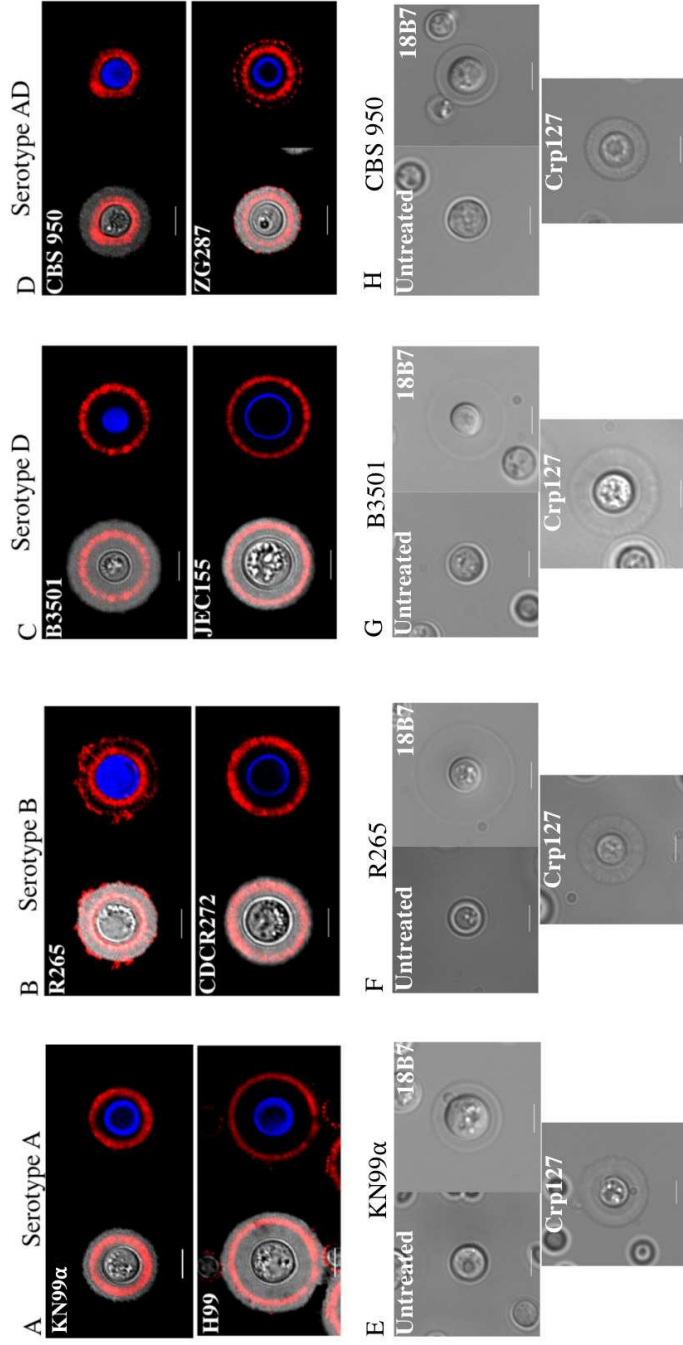 A Serotype A
KN99α
H99
B Serotype B
R265
CDCR272
C Serotype D
B3501
JEC155
D Serotype AD
CBS 950
ZG287
E KN99α
Untreated
18B7
Crp127
F R265
Untreated
18B7
Crp127
G B3501
Untreated
18B7
Crp127
H CBS 950
Untreated
18B7
Crp127